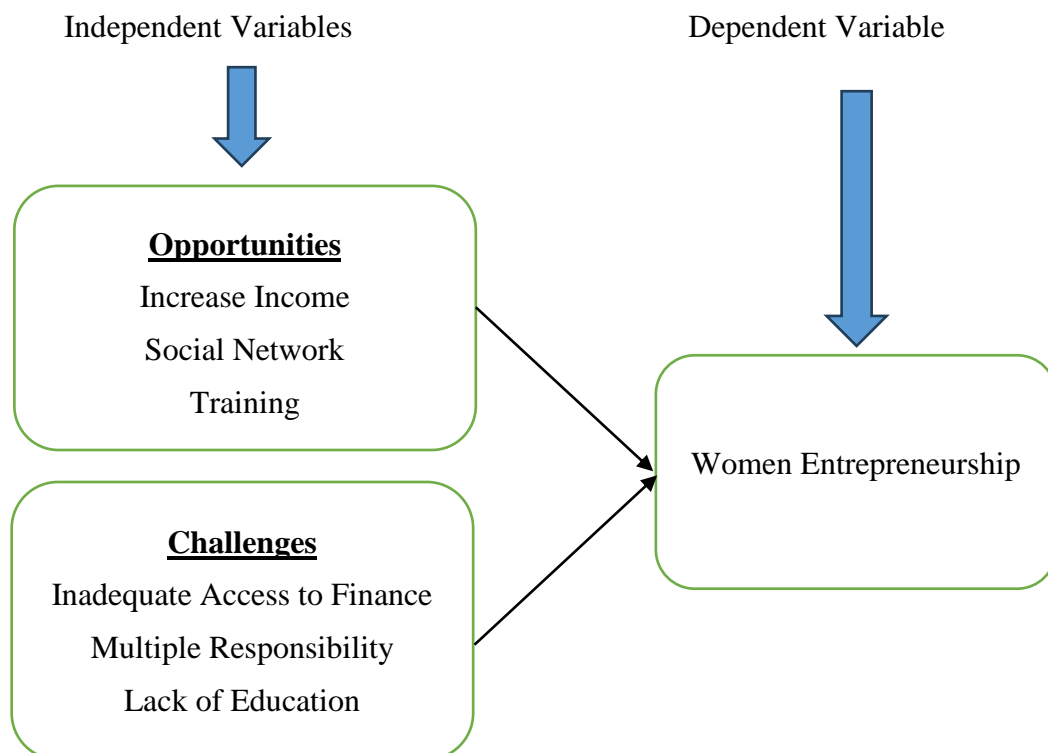 Independent Variables
Dependent Variable
Opportunities
Increase Income
Social Network
Training
Women Entrepreneurship
Challenges
Inadequate Access to Finance
Multiple Responsibility
Lack of Education